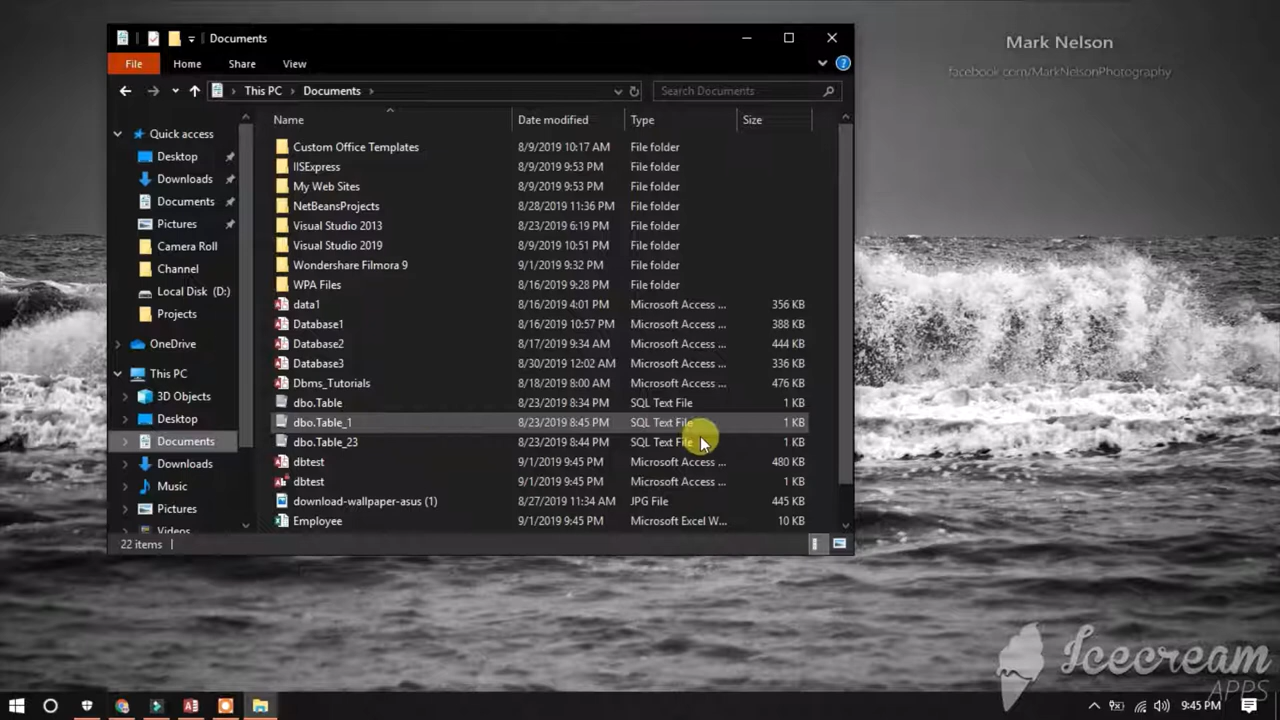 Mark Nelson
facebook.com/MarkNelsonPhotography
Documents
File Home Share View
This PC Documents
Search Documents
Name Date modified Type Size
Quick access
Desktop
Downloads
Documents
Pictures
Camera Roll
Channel
Local Disk (D:)
Projects
OneDrive
This PC
3D Objects
Desktop
Documents
Downloads
Music
Pictures
Videos
Custom Office Templates 8/9/2019 10:17 AM File folder
IISExpress 8/9/2019 9:53 PM File folder
My Web Sites 8/9/2019 9:53 PM File folder
NetBeansProjects 8/28/2019 11:36 PM File folder
Visual Studio 2013 8/23/2019 6:19 PM File folder
Visual Studio 2019 8/9/2019 10:51 PM File folder
Wondershare Filmora 9 9/1/2019 9:32 PM File folder
WPA Files 8/16/2019 9:28 PM File folder
data1 8/16/2019 4:01 PM Microsoft Access ... 356 KB
Database1 8/16/2019 10:57 PM Microsoft Access ... 388 KB
Database2 8/17/2019 9:34 AM Microsoft Access ... 444 KB
Database3 8/30/2019 12:02 AM Microsoft Access ... 336 KB
Dbms_Tutorials 8/18/2019 8:00 AM Microsoft Access ... 476 KB
dbo.Table 8/23/2019 8:34 PM SQL Text File 1 KB
dbo.Table_1 8/23/2019 8:45 PM SQL Text File 1 KB
dbo.Table_23 8/23/2019 8:44 PM SQL Text File 1 KB
dbtest 9/1/2019 9:45 PM Microsoft Access ... 480 KB
dbtest 9/1/2019 9:45 PM Microsoft Access ... 1 KB
download-wallpaper-asus (1) 8/27/2019 11:34 AM JPG File 445 KB
Employee 9/1/2019 9:45 PM Microsoft Excel W... 10 KB
22 items
Icecream
APPS
9:45 PM